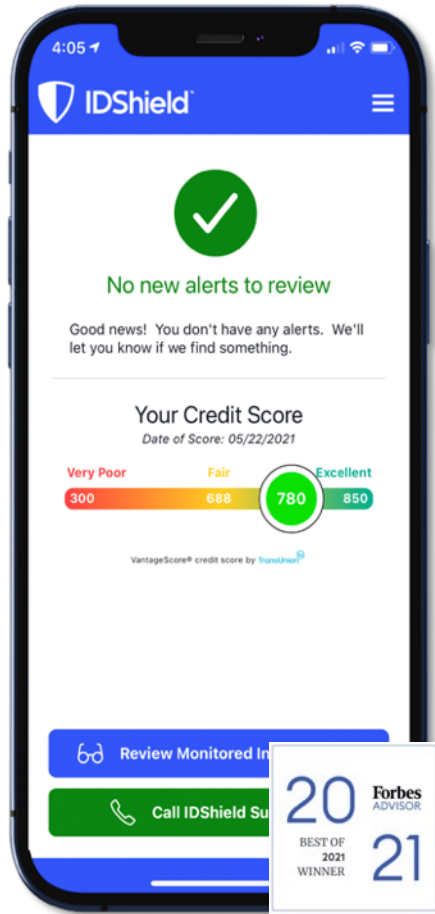 4:05
IDShield
No new alerts to review
Good news! You don't have any alerts. We'll
let you know if we find something.
Your Credit Score
Date of Score: 05/22/2021
Very Poor Fair Excellent
300 688 780 850
VantageScore® credit score by TransUnion
Review Monitored In
Call IDShield Su
20 Forbes
ADVISOR
BEST OF
2021
WINNER
21